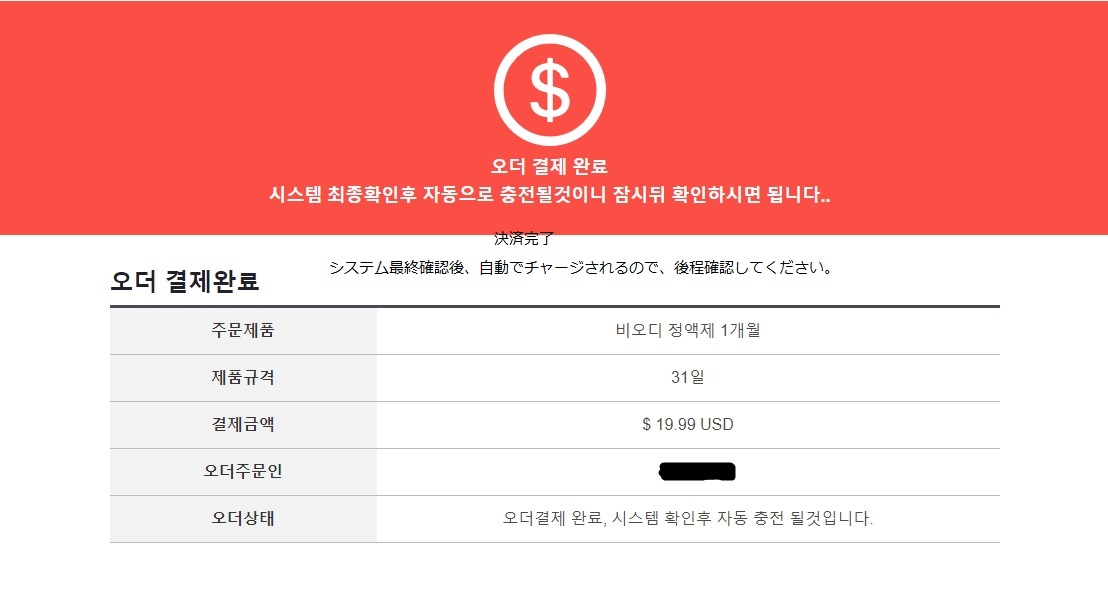 $
오더 결제 완료
시스템 최종확인후 자동으로 충전될것이니 잠시뒤 확인하시면 됩니다..
決済完了
システム最終確認後、自動でチャージされるので、後程確認してください。
오더 결제완료
주문제품 비오디 정액제 1개월
제품규격 31일
결제금액 $ 19.99 USD
오더주문인
오더상태 오더결제 완료, 시스템 확인후 자동 충전 될것입니다.